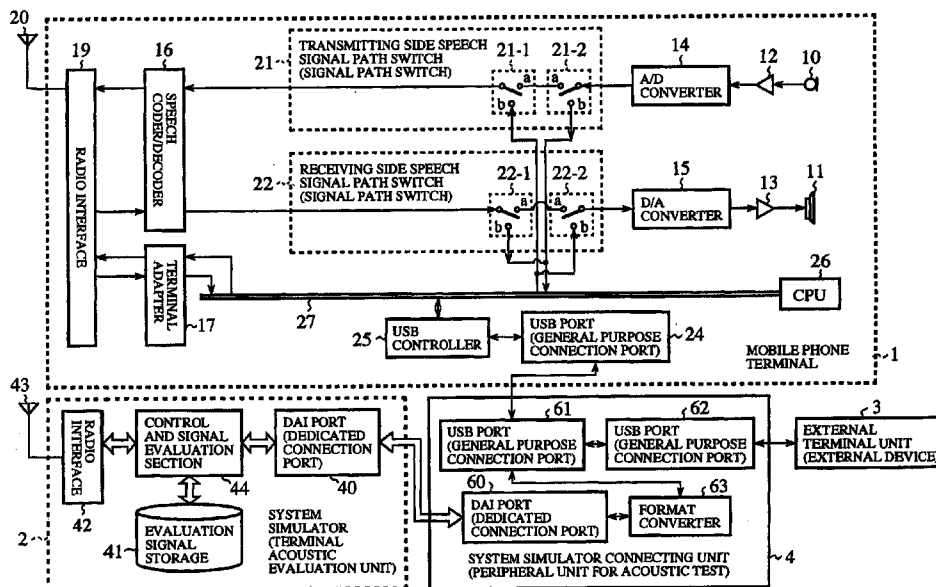 20
19
16
21
TRANSMITTING SIDE SPEECH
SIGNAL PATH SWITCH
(SIGNAL PATH SWITCH)
21-1
21-2
a
a
b
b
14
A/D
CONVERTER
12
10
RADIO INTERFACE
SPEECH
CODER/DECODER
22
RECEIVING SIDE SPEECH
SIGNAL PATH SWITCH
(SIGNAL PATH SWITCH)
22-1
22-2
a
a
b
b
15
D/A
CONVERTER
13
11
TERMINAL
ADAPTER
17
27
26
CPU
25
USB
CONTROLLER
USB PORT
(GENERAL PURPOSE
CONNECTION PORT)
24
MOBILE PHONE
TERMINAL
1
43
RADIO
INTERFACE
42
CONTROL
AND SIGNAL
EVALUATION
SECTION
44
DAI PORT
(DEDICATED
CONNECTION
PORT)
40
61
USB PORT
(GENERAL PURPOSE
CONNECTION PORT)
62
USB PORT
(GENERAL PURPOSE
CONNECTION PORT)
3
EXTERNAL
TERMINAL UNIT
(EXTERNAL DEVICE)
2
41
EVALUATION
SIGNAL
STORAGE
SYSTEM
SIMULATOR
(TERMINAL
ACOUSTIC
EVALUATION UNIT)
60
DAI PORT
(DEDICATED
CONNECTION PORT)
63
FORMAT
CONVERTER
SYSTEM SIMULATOR CONNECTING UNIT
(PERIPHERAL UNIT FOR ACOUSTIC TEST)
4